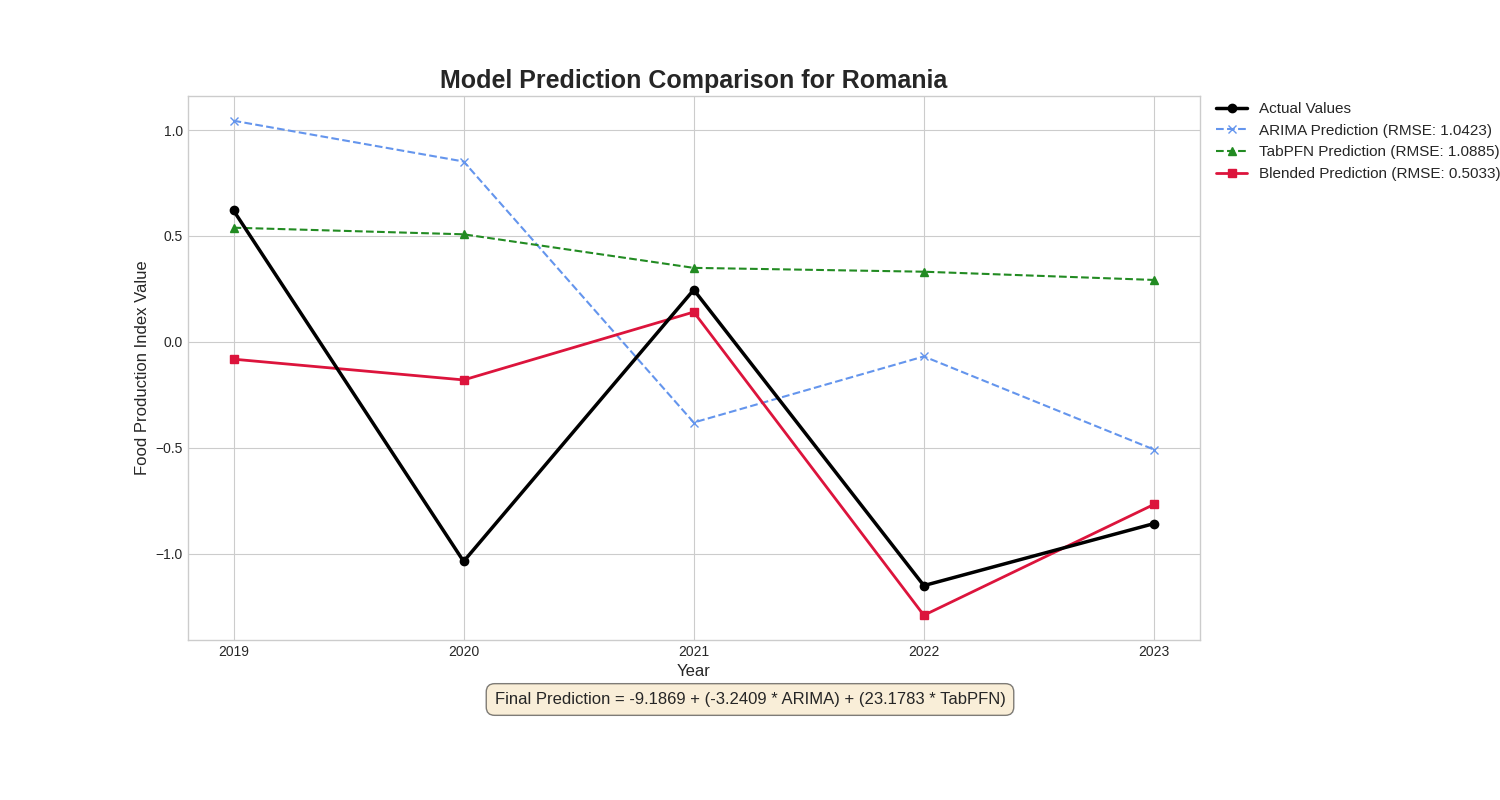 Model Prediction Comparison for Romania
Actual Values
ARIMA Prediction (RMSE: 1.0423)
TabPFN Prediction (RMSE: 1.0885)
Blended Prediction (RMSE: 0.5033)
Food Production Index Value
1.0
0.5
0.0
−0.5
−1.0
2019 2020 2021 2022 2023
Year
Final Prediction = -9.1869 + (-3.2409 * ARIMA) + (23.1783 * TabPFN)